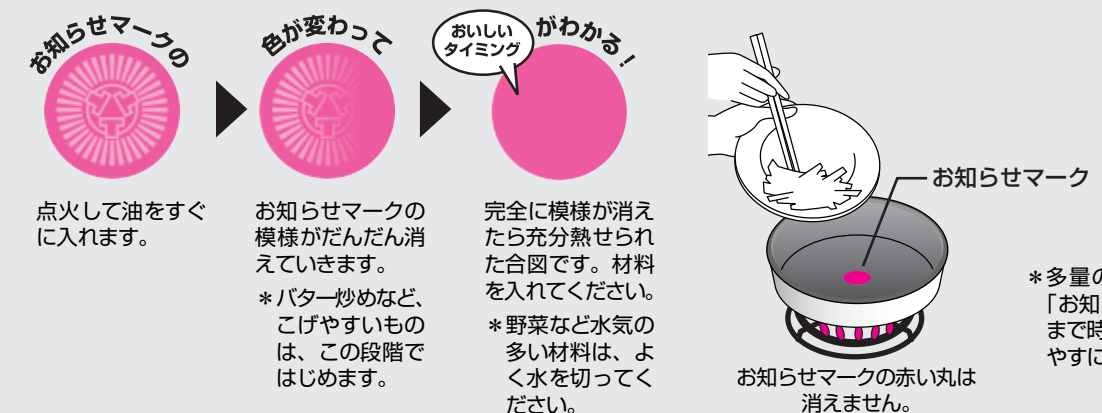 お知らせマークの
点火して油をすぐ
に入れます。
色が変わって
お知らせマークの
模様がだんだん消
えていきます。
＊バター炒めなど、
こげやすいもの
は、この段階で
はじめます。
おいしい
タイミング
がわかる！
完全に模様が消え
たら充分熱せられ
た合図です。材料
を入れてください。
＊野菜など水気の
多い材料は、よ
く水を切ってく
ださい。
お知らせマーク
お知らせマークの赤い丸は
消えません。
＊多量の
「お知
まで時
やすに